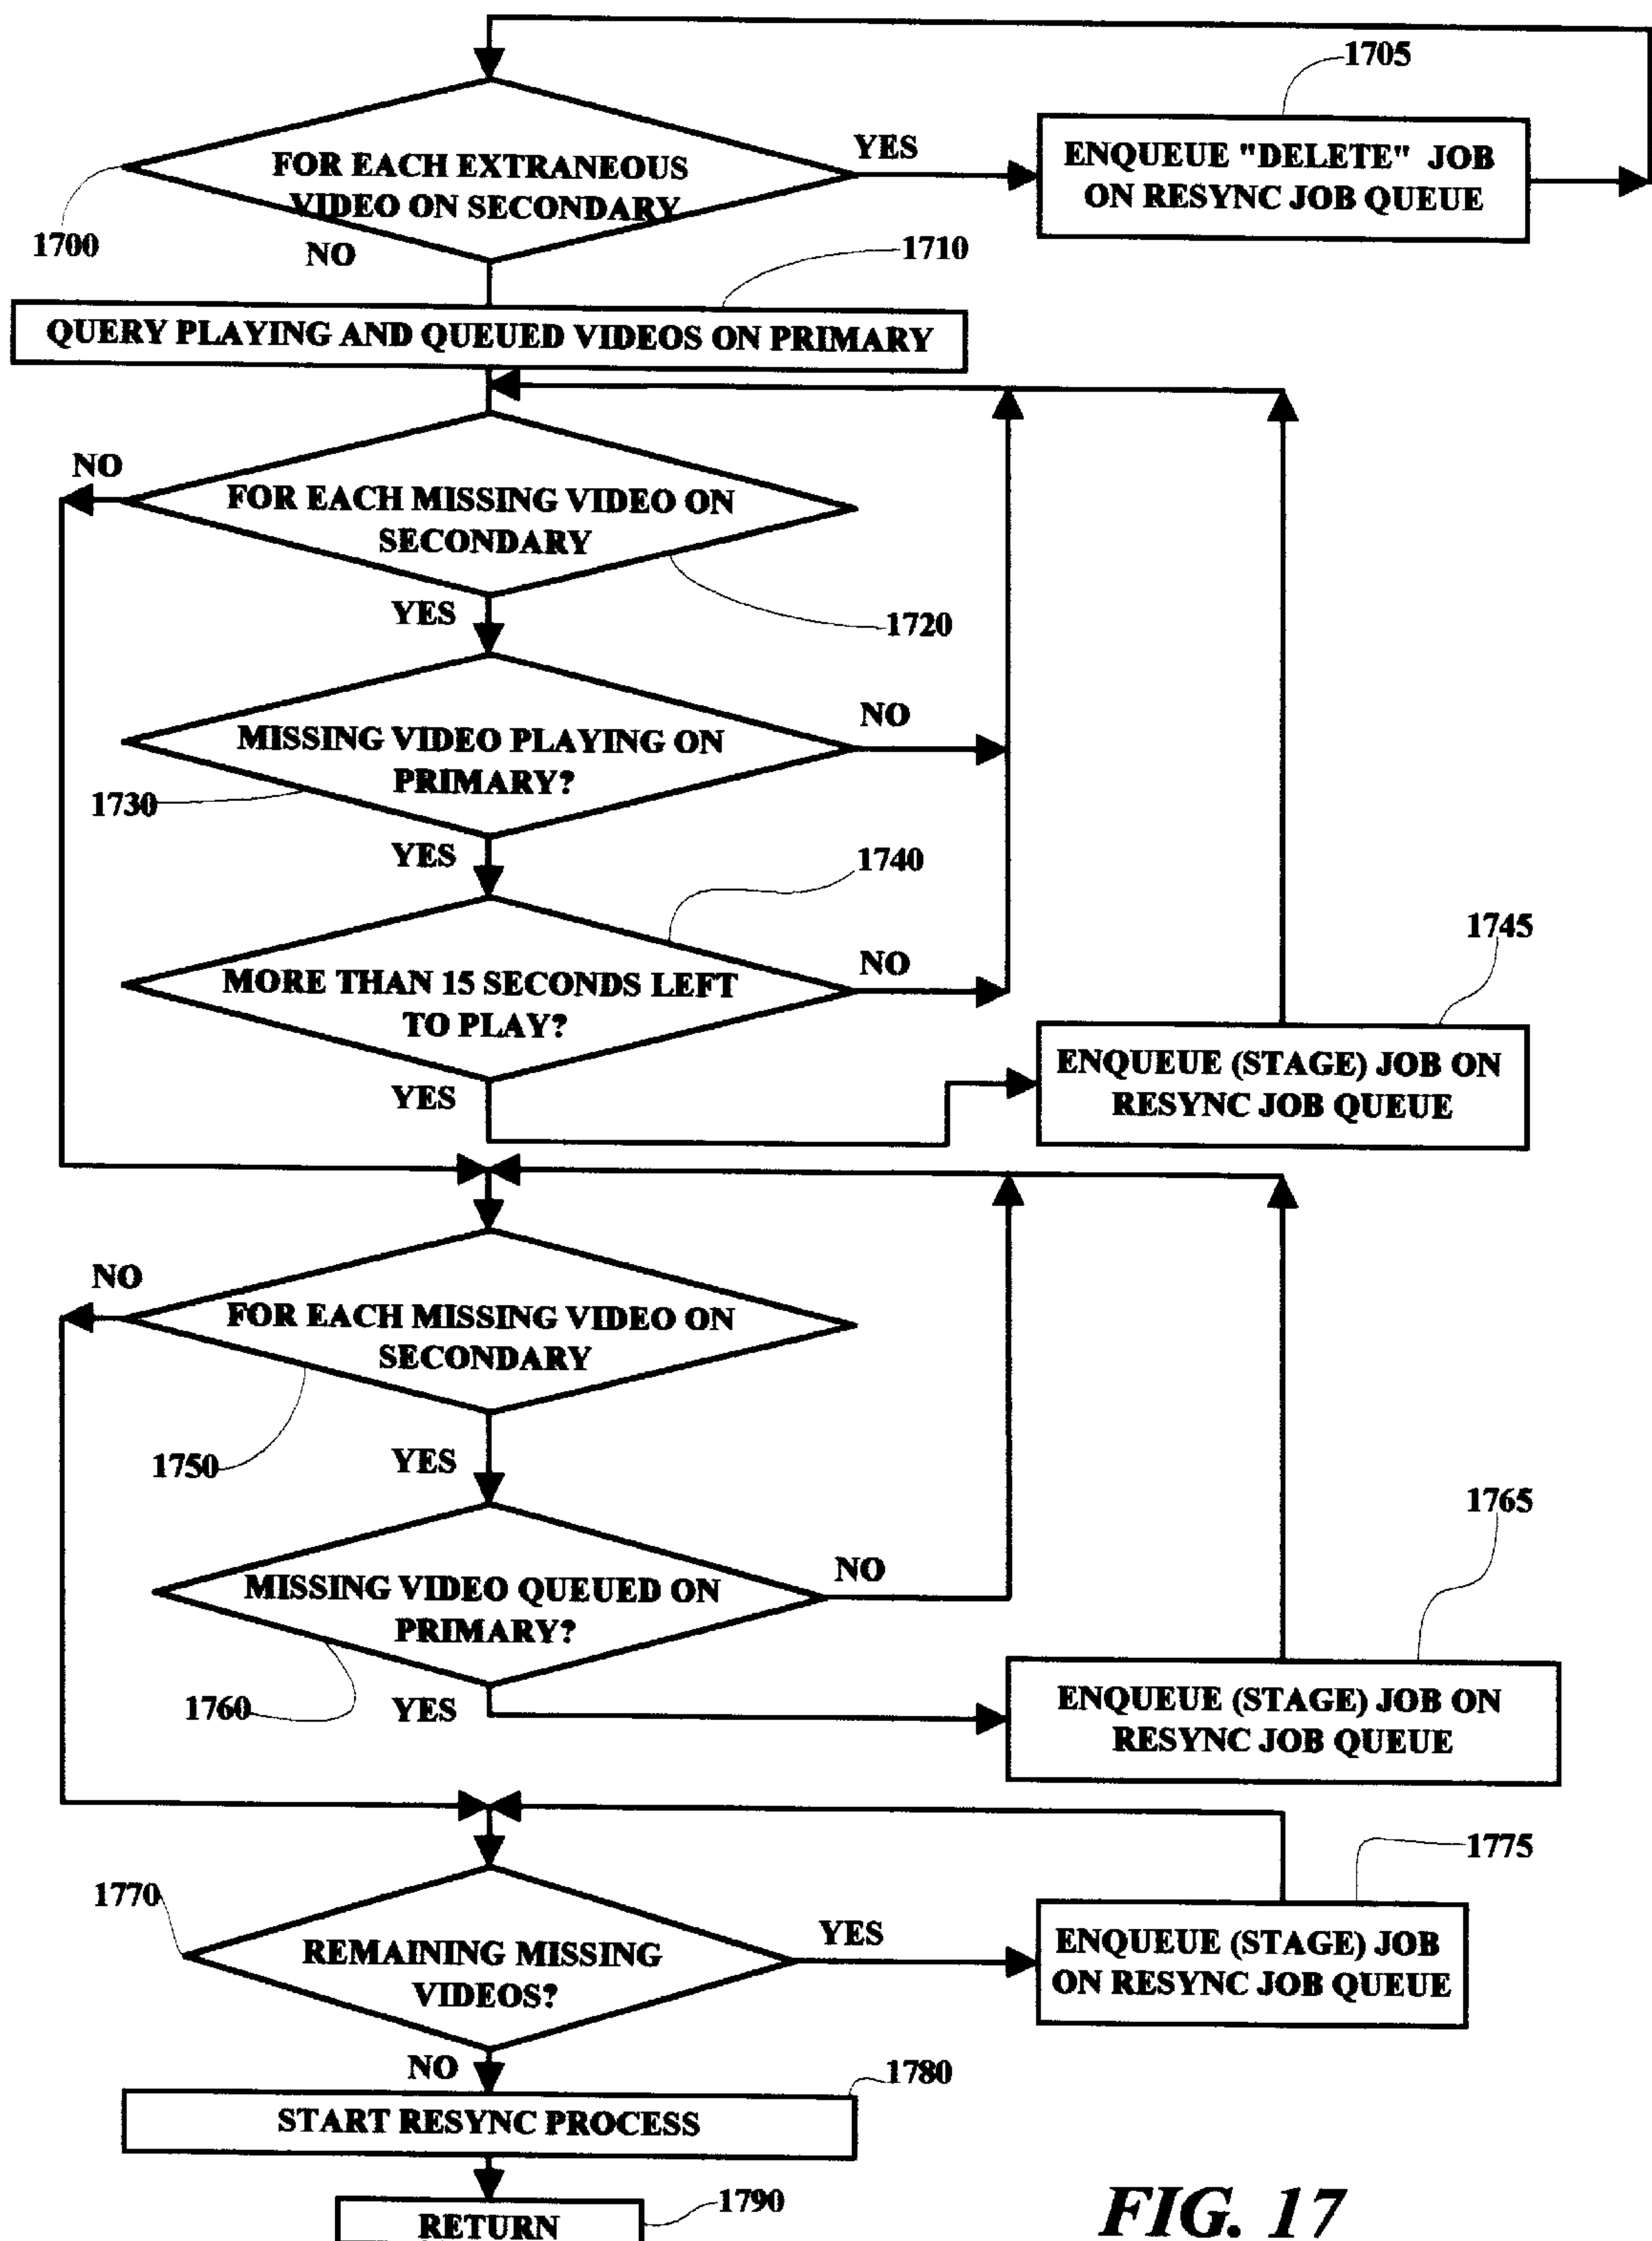 1705
FOR EACH EXTRANEOUS
VIDEO ON SECONDARY
YES
ENQUEUE "DELETE" JOB
ON RESYNC JOB QUEUE
1700
NO
1710
QUERY PLAYING AND QUEUED VIDEOS ON PRIMARY
NO
FOR EACH MISSING VIDEO ON
SECONDARY
YES
1720
MISSING VIDEO PLAYING ON
PRIMARY?
NO
1730
YES
1740
MORE THAN 15 SECONDS LEFT
TO PLAY?
NO
1745
YES
ENQUEUE (STAGE) JOB ON
RESYNC JOB QUEUE
NO
FOR EACH MISSING VIDEO ON
SECONDARY
1750
YES
1765
MISSING VIDEO QUEUED ON
PRIMARY?
NO
1760
YES
ENQUEUE (STAGE) JOB ON
RESYNC JOB QUEUE
1775
1770
REMAINING MISSING
VIDEOS?
YES
ENQUEUE (STAGE) JOB
ON RESYNC JOB QUEUE
NO
1780
START RESYNC PROCESS
1790
RETURN
FIG. 17